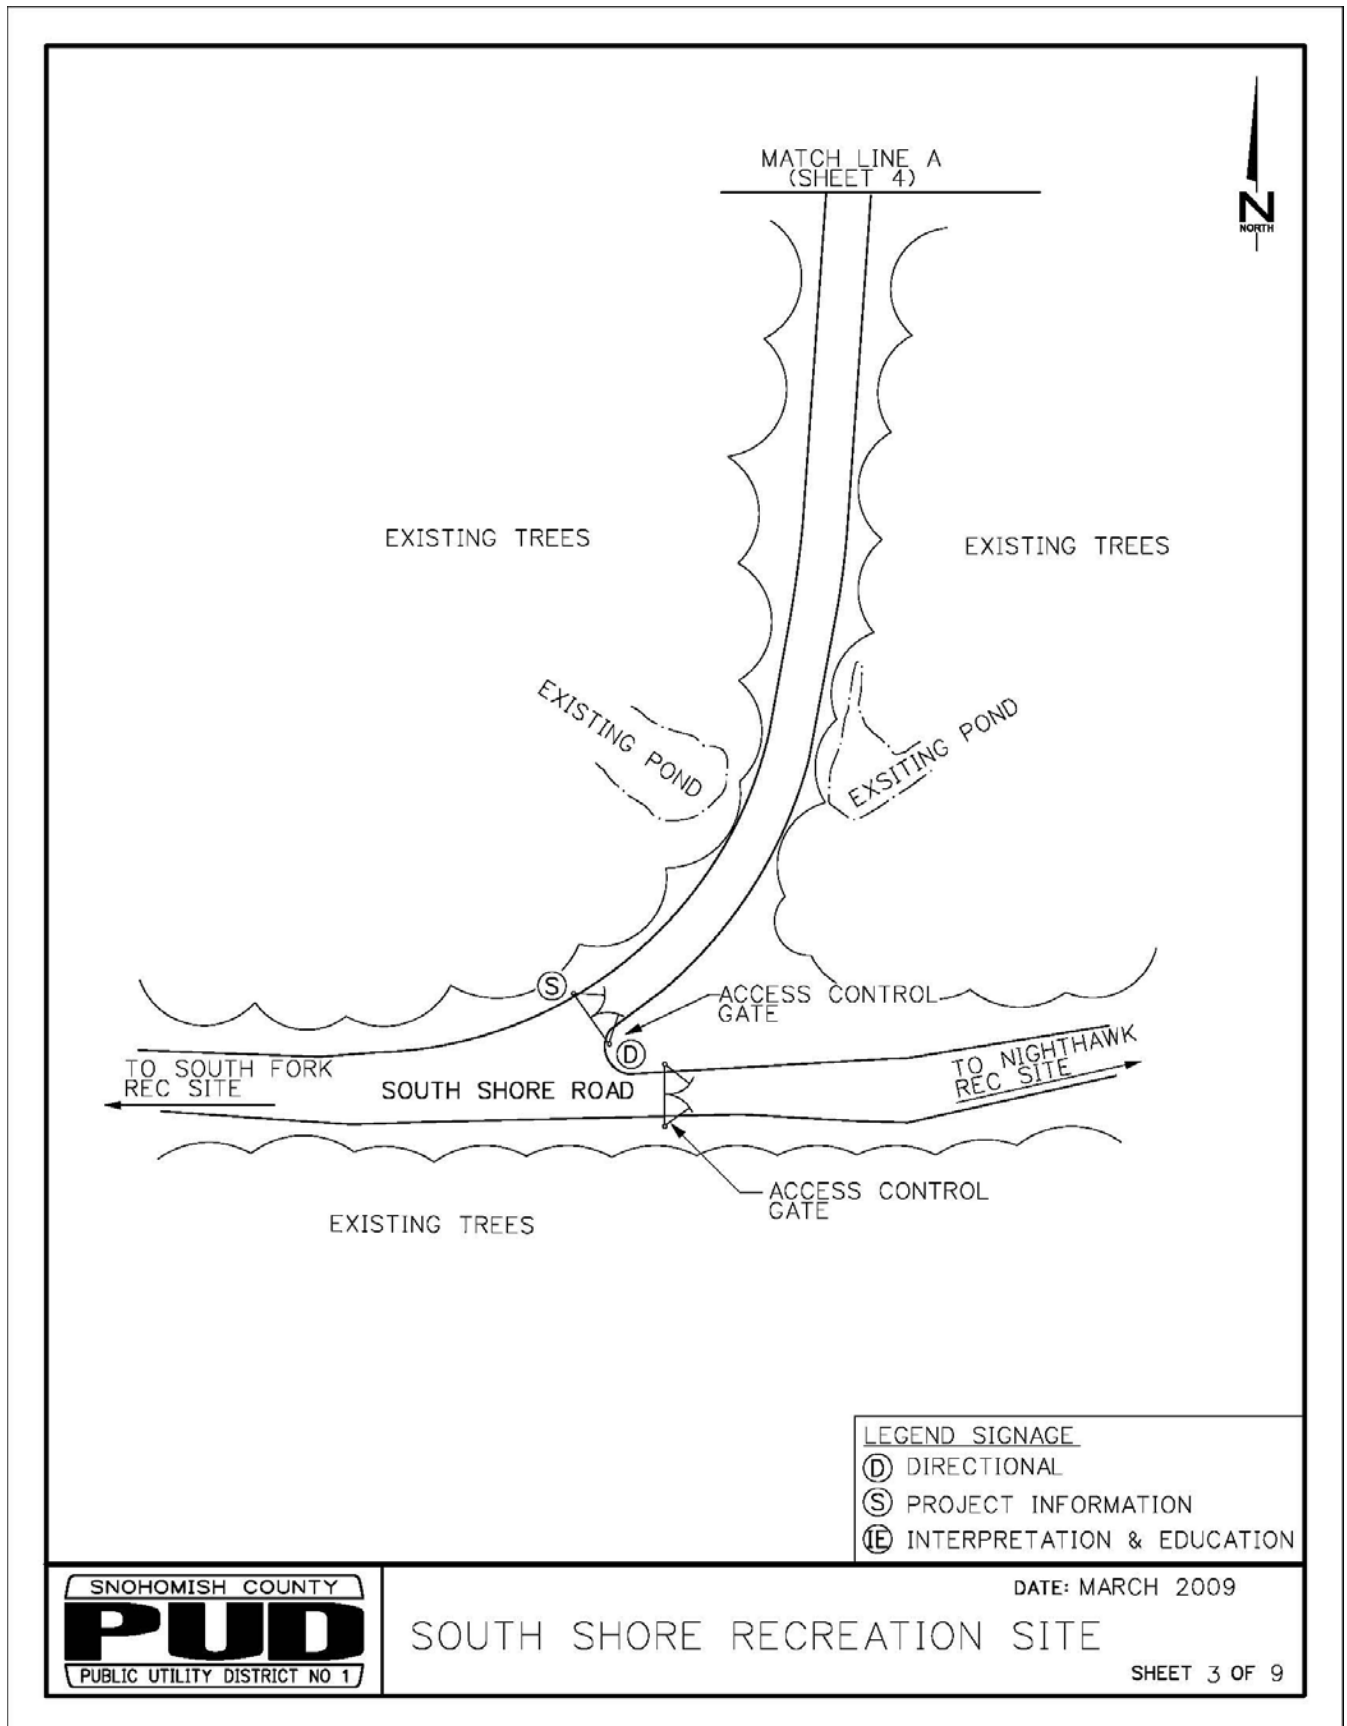 MATCH LINE A
(SHEET 4)
N
NORTH
EXISTING TREES
EXISTING TREES
EXISTING POND
EXSITING POND
S
ACCESS CONTROL
GATE
D
TO SOUTH FORK
REC SITE
SOUTH SHORE ROAD
TO NIGHTHAWK
REC SITE
ACCESS CONTROL
GATE
EXISTING TREES
LEGEND SIGNAGE
D DIRECTIONAL
S PROJECT INFORMATION
IE INTERPRETATION & EDUCATION
SNOHOMISH COUNTY
PUD
PUBLIC UTILITY DISTRICT NO 1
DATE: MARCH 2009
SOUTH SHORE RECREATION SITE
SHEET 3 OF 9